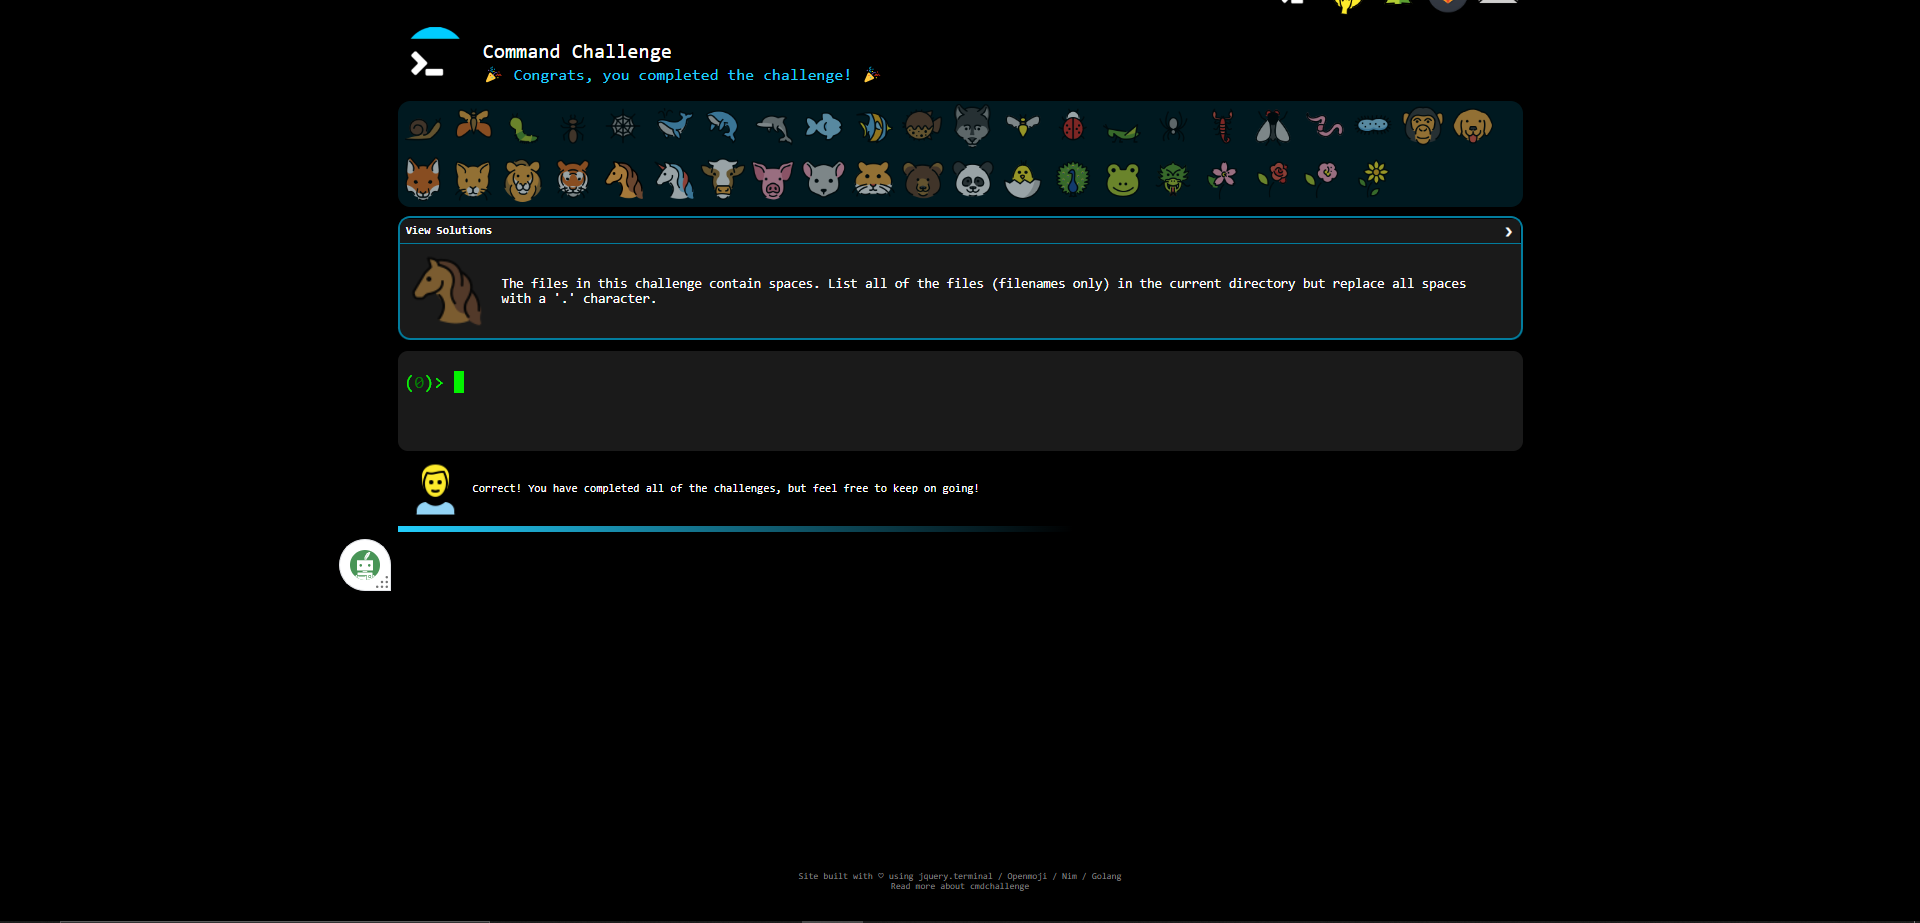 Command Challenge
🎉 Congrats, you completed the challenge! 🎉
View Solutions
The files in this challenge contain spaces. List all of the files (filenames only) in the current directory but replace all spaces
with a '.' character.
(0)>
Correct! You have completed all of the challenges, but feel free to keep on going!
Site built with ♡ using jquery.terminal / Openmoji / Nim / Golang
Read more about cmdchallenge